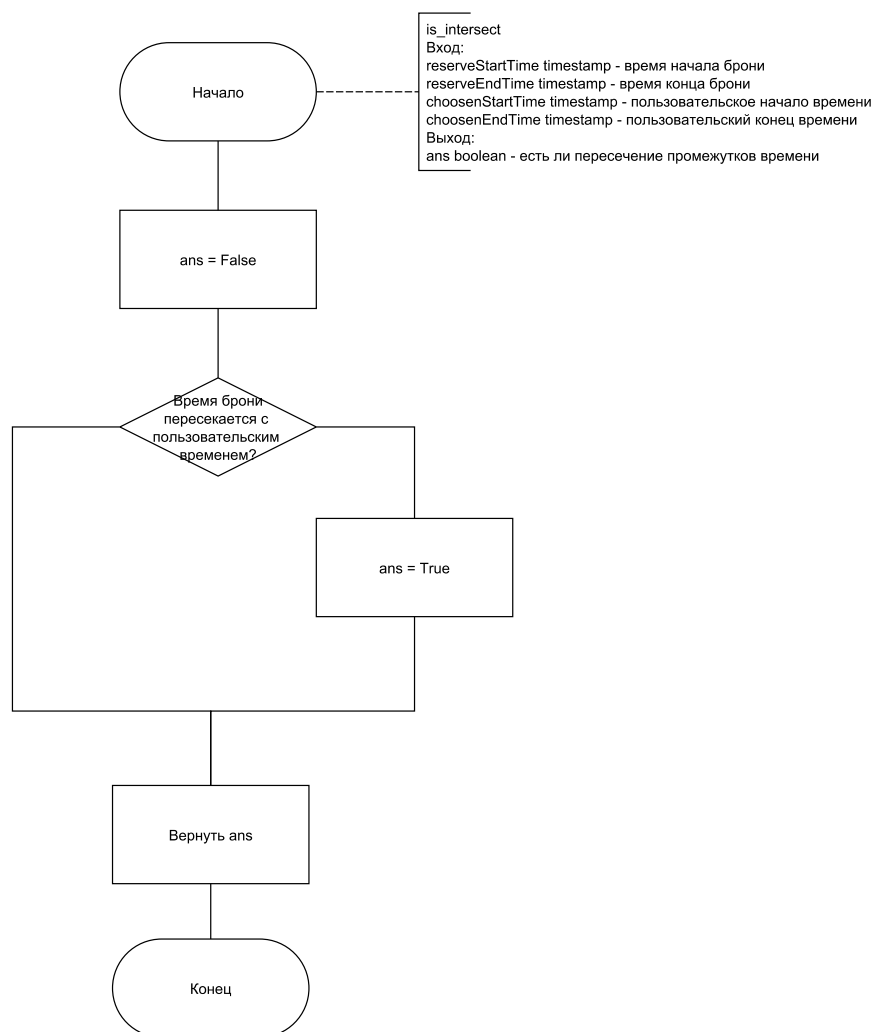 Начало
is_intersect
Вход:
reserveStartTime timestamp - время начала брони
reserveEndTime timestamp - время конца брони
choosenStartTime timestamp - пользовательское начало времени
choosenEndTime timestamp - пользовательский конец времени
Выход:
ans boolean - есть ли пересечение промежутков времени
ans = False
Время брони
пересекается с
пользовательским
временем?
ans = True
Вернуть ans
Конец